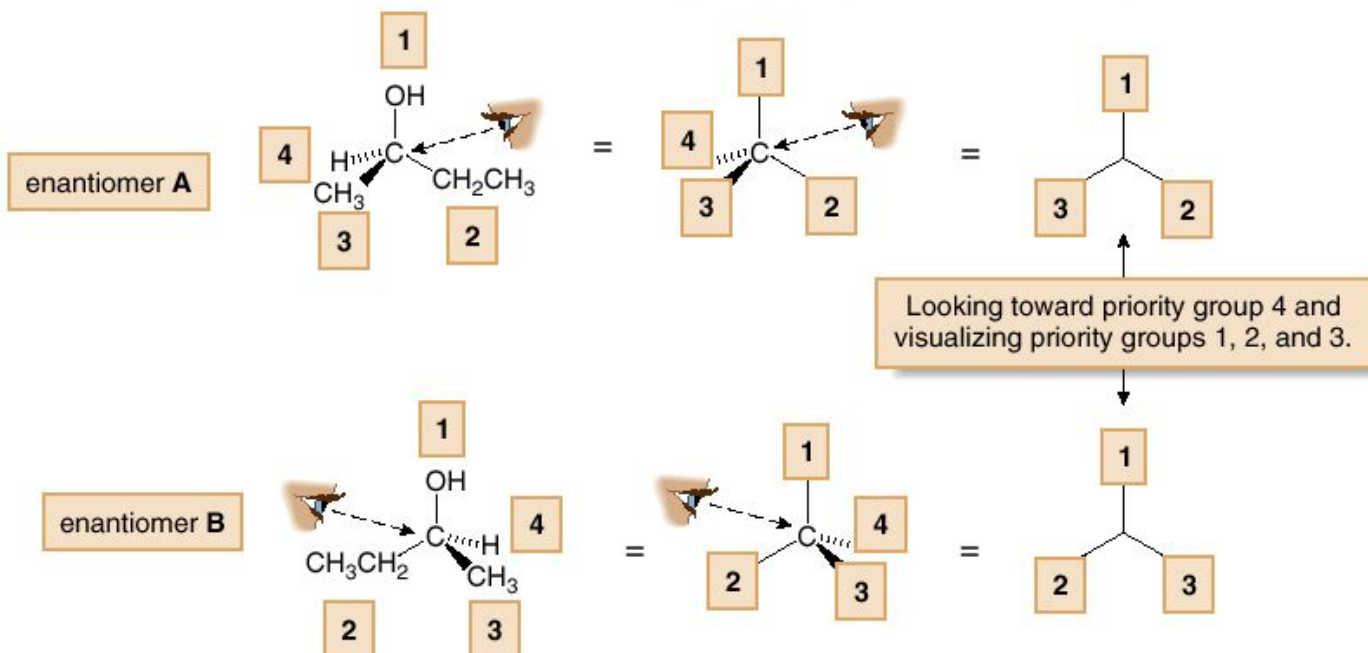 1
OH
4
H
C
CH₃
CH₂CH₃
3
2
enantiomer A
=
1
4
C
3
2
=
1
3
2
Looking toward priority group 4 and
visualizing priority groups 1, 2, and 3.
enantiomer B
1
OH
4
C
H
CH₃CH₂
CH₃
2
3
=
1
4
C
2
3
=
1
2
3